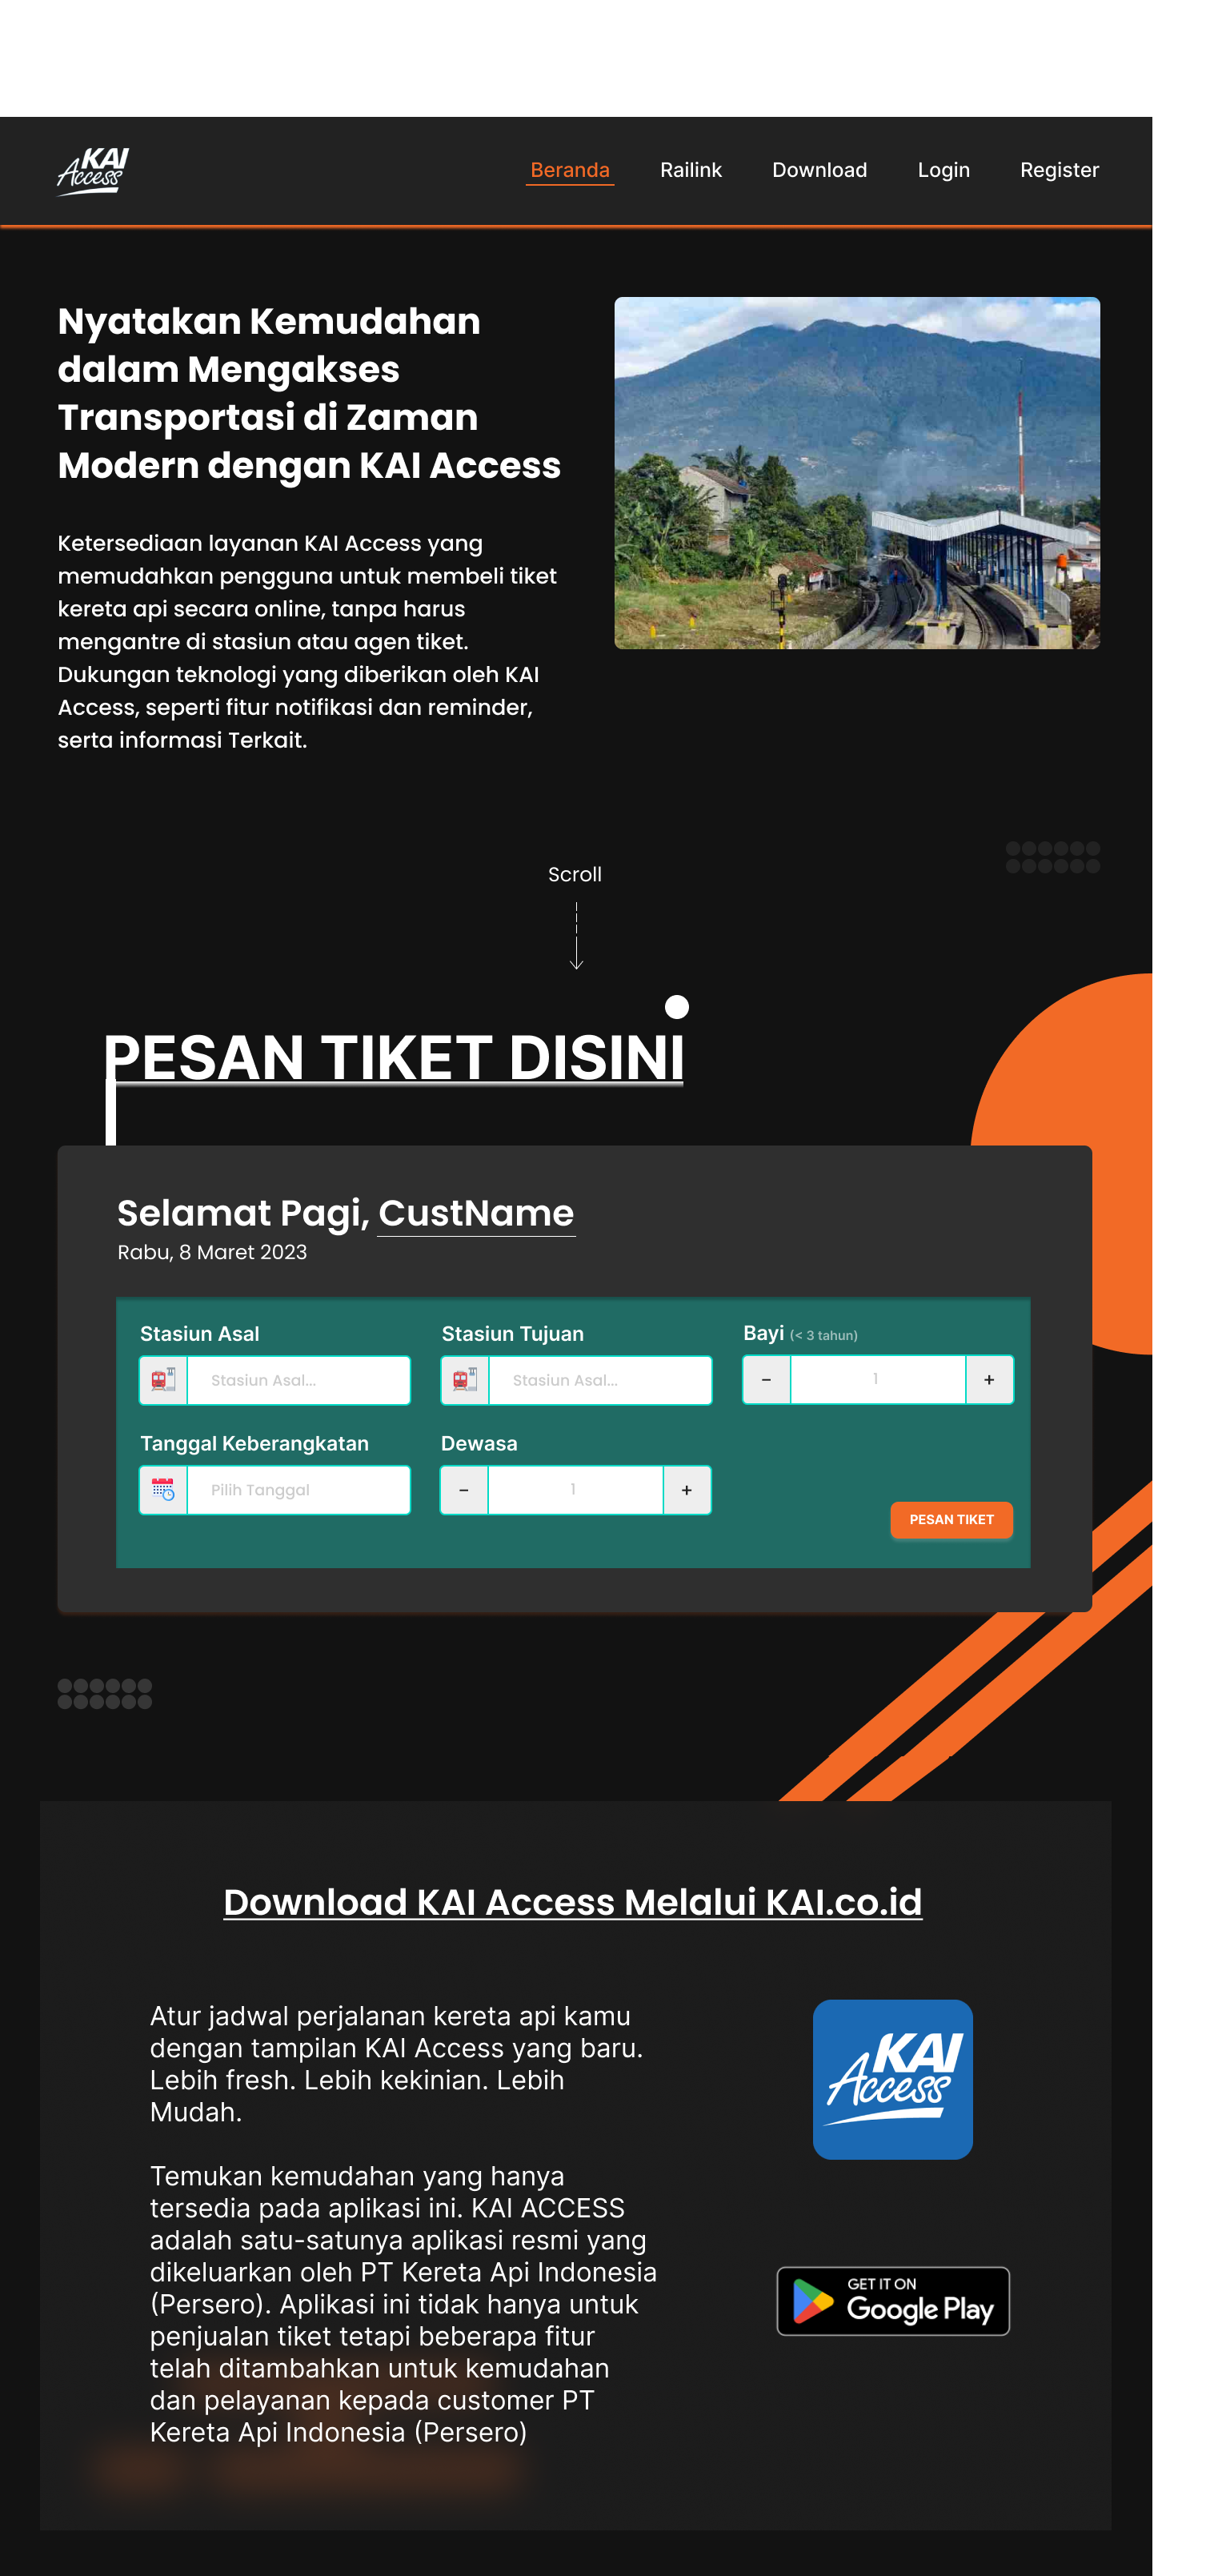 KAI
Access
Beranda Railink Download Login Register
Nyatakan Kemudahan
dalam Mengakses
Transportasi di Zaman
Modern dengan KAI Access
Ketersediaan layanan KAI Access yang
memudahkan pengguna untuk membeli tiket
kereta api secara online, tanpa harus
mengantre di stasiun atau agen tiket.
Dukungan teknologi yang diberikan oleh KAI
Access, seperti fitur notifikasi dan reminder,
serta informasi Terkait.
Scroll
PESAN TIKET DISINI
Selamat Pagi, CustName
Rabu, 8 Maret 2023
Stasiun Asal
Stasiun Asal...
Stasiun Tujuan
Stasiun Asal...
Bayi (< 3 tahun)
− 1 +
Tanggal Keberangkatan
Pilih Tanggal
Dewasa
− 1 +
PESAN TIKET
Download KAI Access Melalui KAI.co.id
Atur jadwal perjalanan kereta api kamu
dengan tampilan KAI Access yang baru.
Lebih fresh. Lebih kekinian. Lebih
Mudah.
Temukan kemudahan yang hanya
tersedia pada aplikasi ini. KAI ACCESS
adalah satu-satunya aplikasi resmi yang
dikeluarkan oleh PT Kereta Api Indonesia
(Persero). Aplikasi ini tidak hanya untuk
penjualan tiket tetapi beberapa fitur
telah ditambahkan untuk kemudahan
dan pelayanan kepada customer PT
Kereta Api Indonesia (Persero)
KAI
Access
GET IT ON
Google Play